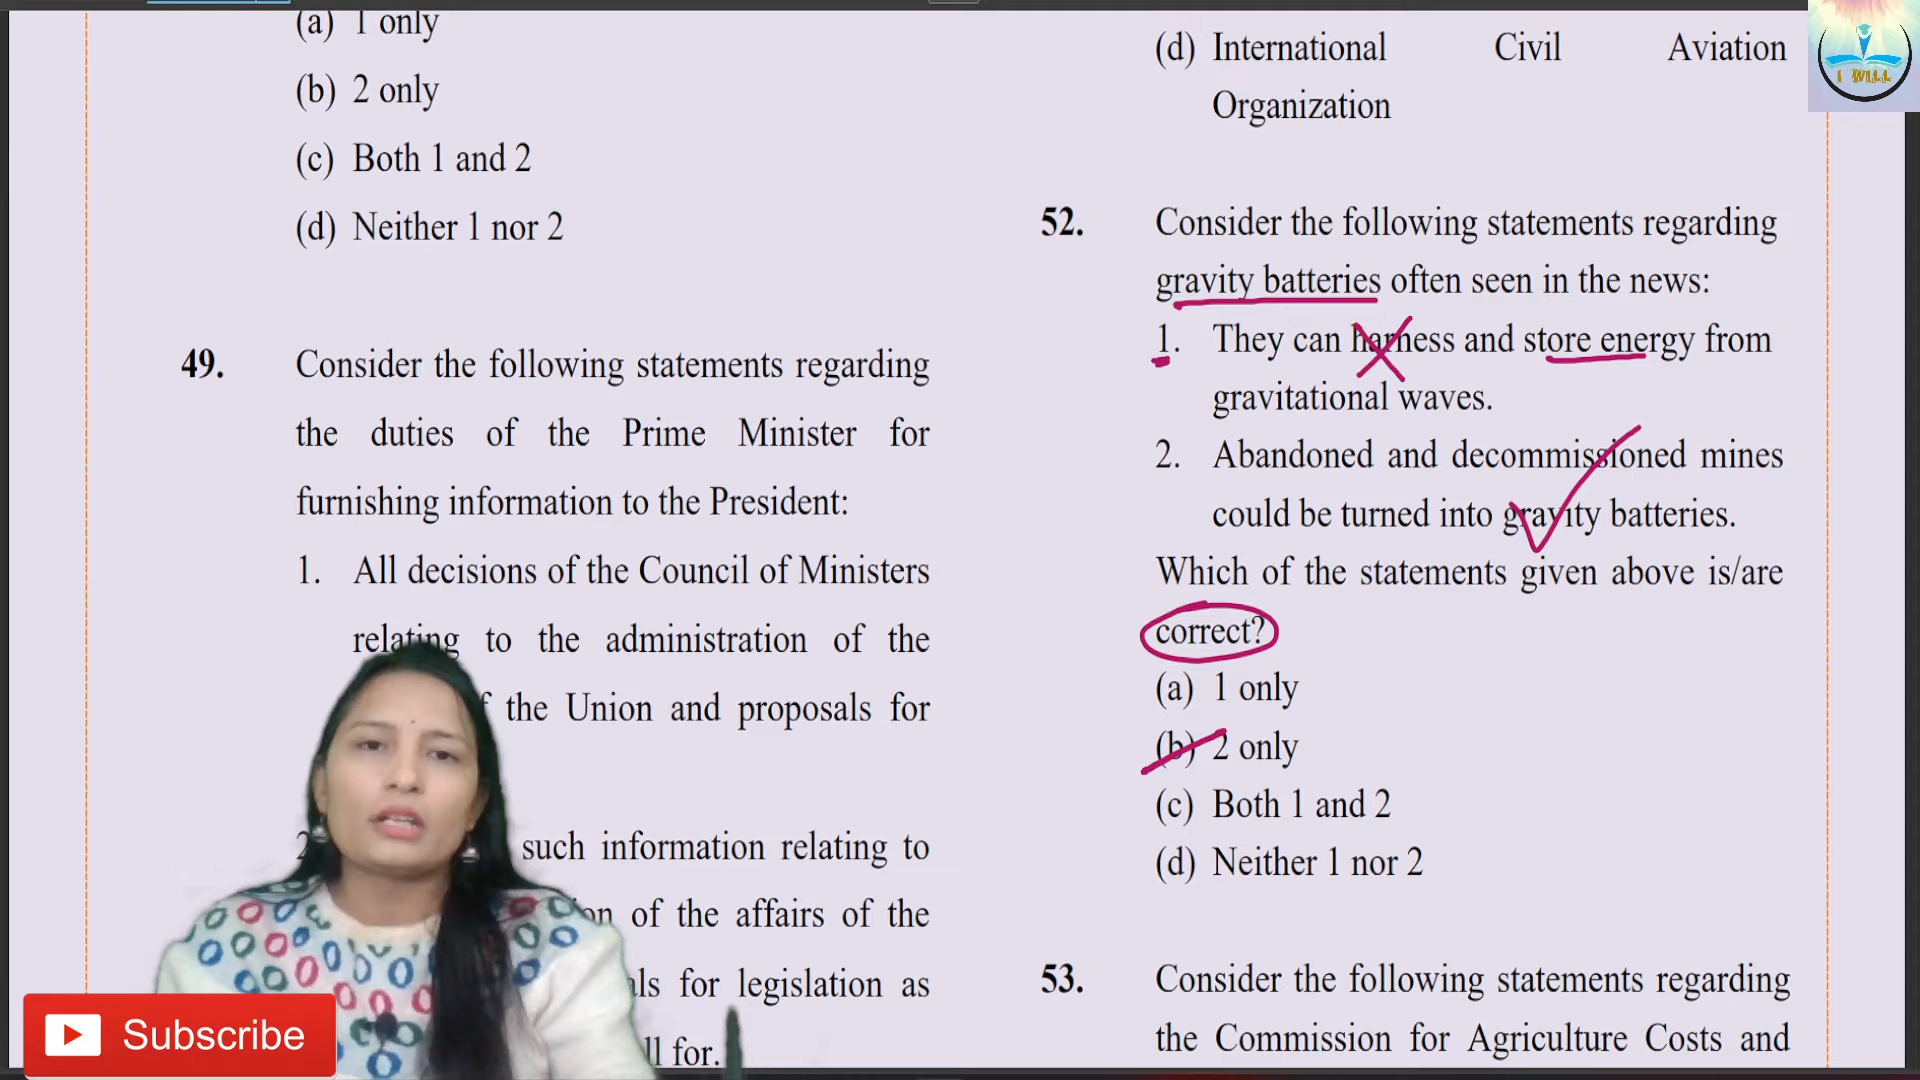 (a) 1 only
(b) 2 only
(c) Both 1 and 2
(d) Neither 1 nor 2
49. Consider the following statements regarding
the duties of the Prime Minister for
furnishing information to the President:
1. All decisions of the Council of Ministers
relating to the administration of the
the Union and proposals for
such information relating to
of the affairs of the
for legislation as
for.
(d) International Civil Aviation
Organization
52. Consider the following statements regarding
gravity batteries often seen in the news:
1. They can harness and store energy from
gravitational waves.
2. Abandoned and decommissioned mines
could be turned into gravity batteries.
Which of the statements given above is/are
correct?
(a) 1 only
(b) 2 only
(c) Both 1 and 2
(d) Neither 1 nor 2
53. Consider the following statements regarding
the Commission for Agriculture Costs and
I WILL
Subscribe